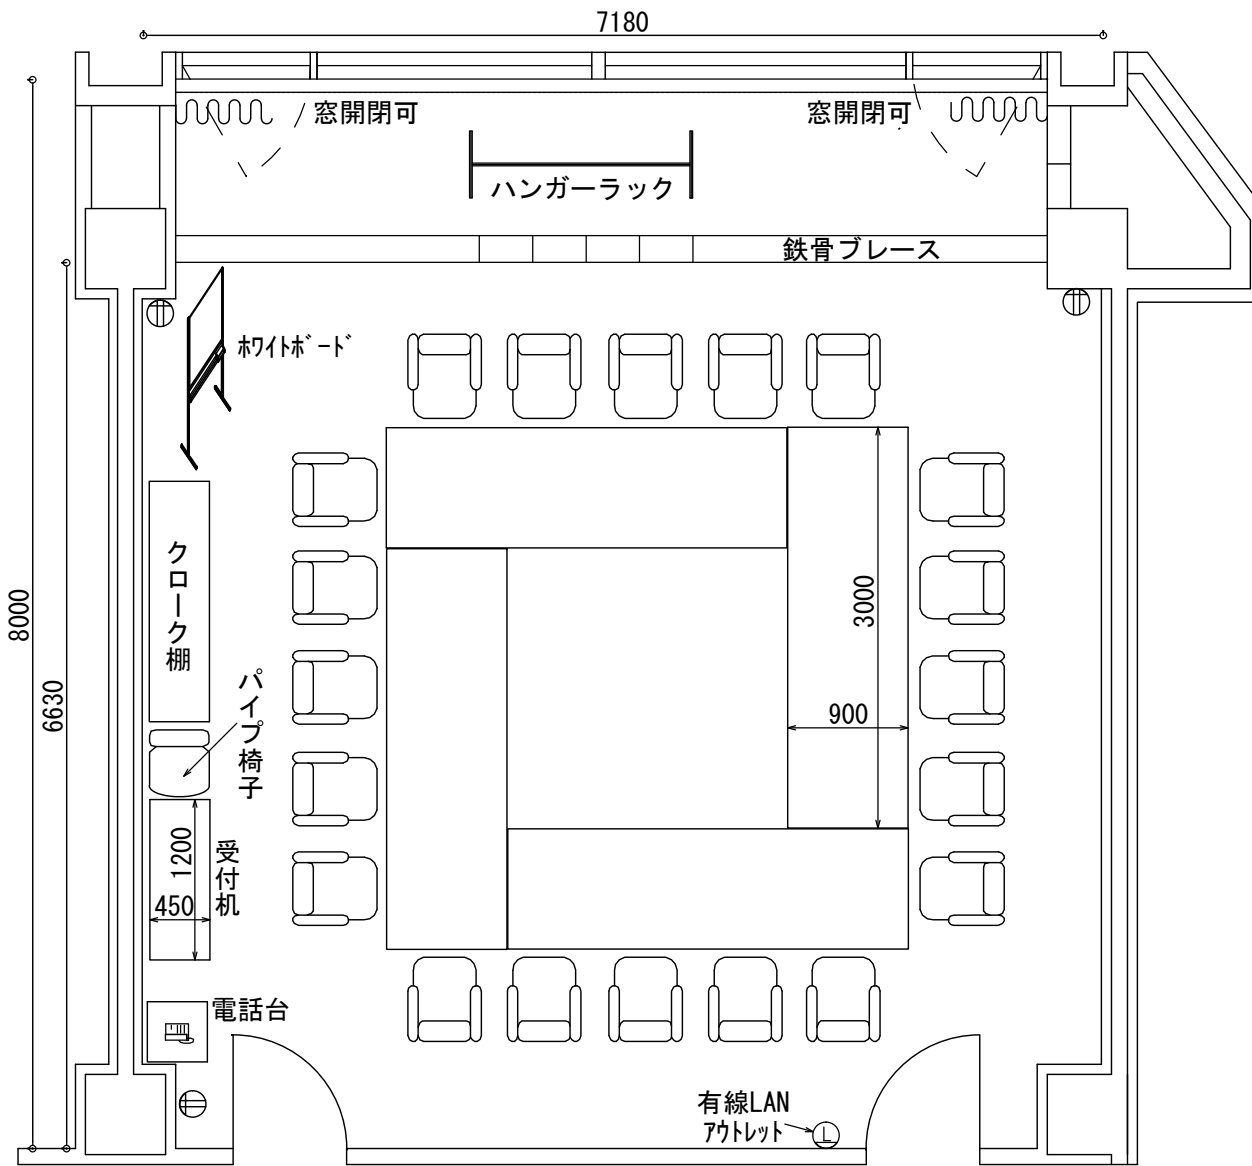 7180
窓開閉可
窓開閉可
ハンガーラック
鉄骨ブレース
ホワイトボード
クローク棚
8000
6630
3000
900
パイプ椅子
1200
450
受付机
電話台
有線LAN
アウトレット
L